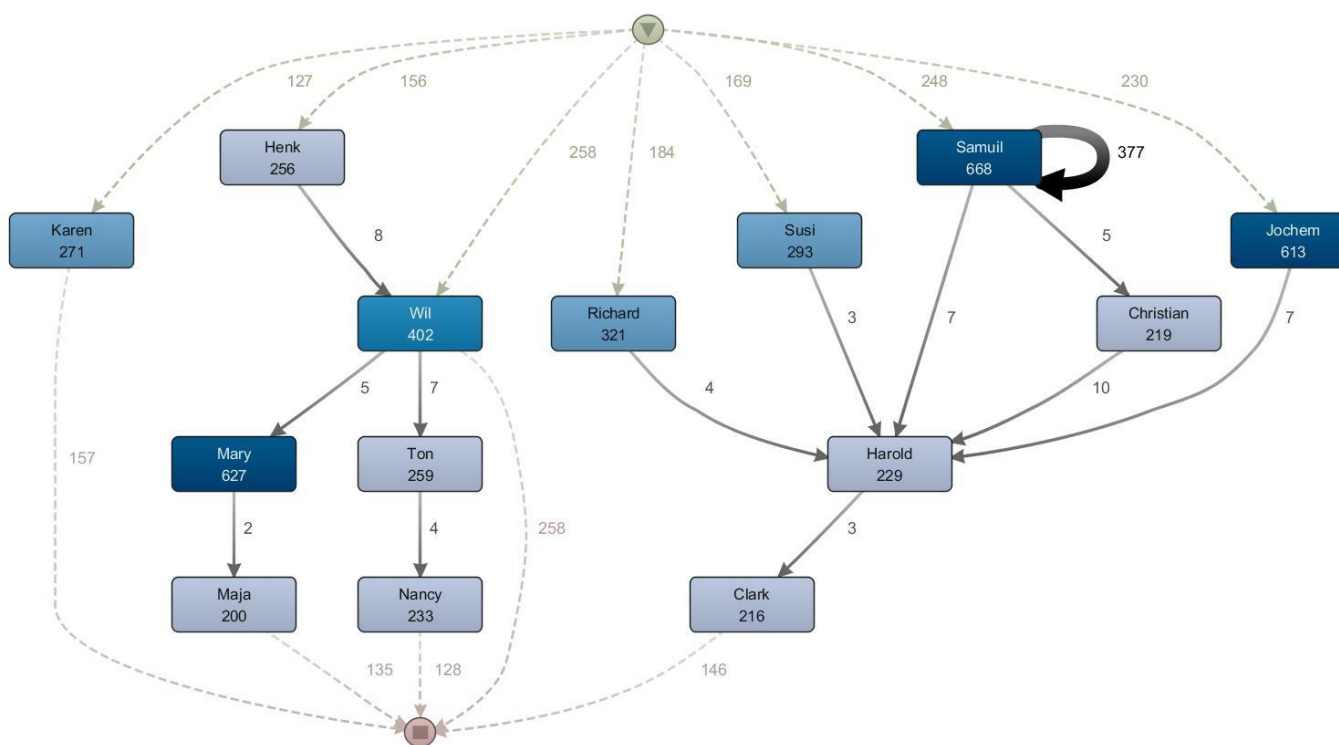 127
156
169
248
230
Henk
256
258
184
Samuil
668
377
Karen
271
8
Susi
293
5
Jochem
613
Wil
402
Richard
321
3
7
Christian
219
7
5
7
4
10
157
Mary
627
Ton
259
Harold
229
2
4
258
3
Maja
200
Nancy
233
Clark
216
135
128
146